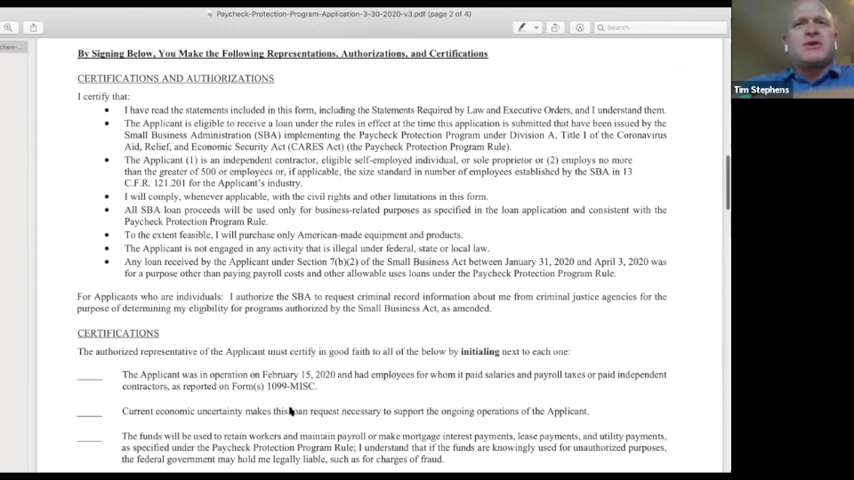 Paycheck-Protection-Program-Application-3-30-2020-v3.pdf (page 2 of 4)
Search
By Signing Below, You Make the Following Representations, Authorizations, and Certifications
CERTIFICATIONS AND AUTHORIZATIONS
I certify that:
• I have read the statements included in this form, including the Statements Required by Law and Executive Orders, and I understand them.
• The Applicant is eligible to receive a loan under the rules in effect at the time this application is submitted that have been issued by the
Small Business Administration (SBA) implementing the Paycheck Protection Program under Division A, Title I of the Coronavirus
Aid, Relief, and Economic Security Act (CARES Act) (the Paycheck Protection Program Rule).
• The Applicant (1) is an independent contractor, eligible self-employed individual, or sole proprietor or (2) employs no more
than the greater of 500 or employees or, if applicable, the size standard in number of employees established by the SBA in 13
C.F.R. 121.201 for the Applicant's industry.
• I will comply, whenever applicable, with the civil rights and other limitations in this form.
• All SBA loan proceeds will be used only for business-related purposes as specified in the loan application and consistent with the
Paycheck Protection Program Rule.
• To the extent feasible, I will purchase only American-made equipment and products.
• The Applicant is not engaged in any activity that is illegal under federal, state or local law.
• Any loan received by the Applicant under Section 7(b)(2) of the Small Business Act between January 31, 2020 and April 3, 2020 was
for a purpose other than paying payroll costs and other allowable uses loans under the Paycheck Protection Program Rule.
For Applicants who are individuals: I authorize the SBA to request criminal record information about me from criminal justice agencies for the
purpose of determining my eligibility for programs authorized by the Small Business Act, as amended.
CERTIFICATIONS
The authorized representative of the Applicant must certify in good faith to all of the below by initialing next to each one:
The Applicant was in operation on February 15, 2020 and had employees for whom it paid salaries and payroll taxes or paid independent
contractors, as reported on Form(s) 1099-MISC.
Current economic uncertainty makes this loan request necessary to support the ongoing operations of the Applicant.
The funds will be used to retain workers and maintain payroll or make mortgage interest payments, lease payments, and utility payments,
as specified under the Paycheck Protection Program Rule; I understand that if the funds are knowingly used for unauthorized purposes,
the federal government may hold me legally liable, such as for charges of fraud.
Tim Stephens